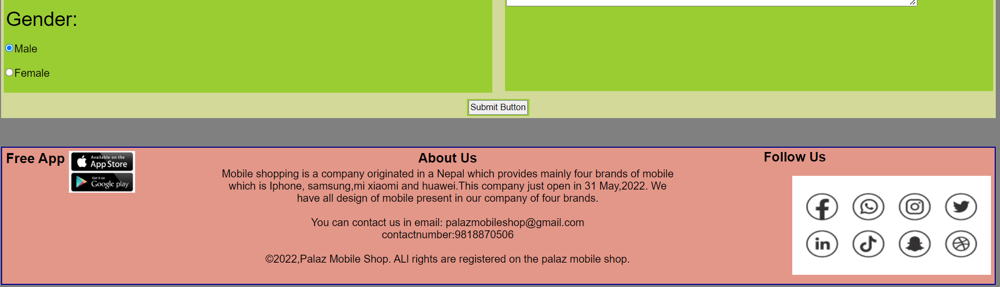 Gender:
Male
Female
Submit Button
Free App
Available on the
App Store
Get it on
Google play
About Us
Mobile shopping is a company originated in a Nepal which provides mainly four brands of mobile
which is Iphone, samsung,mi xiaomi and huawei.This company just open in 31 May,2022. We
have all design of mobile present in our company of four brands.
You can contact us in email: palazmobileshop@gmail.com
contactnumber:9818870506
©2022,Palaz Mobile Shop. ALl rights are registered on the palaz mobile shop.
Follow Us
in